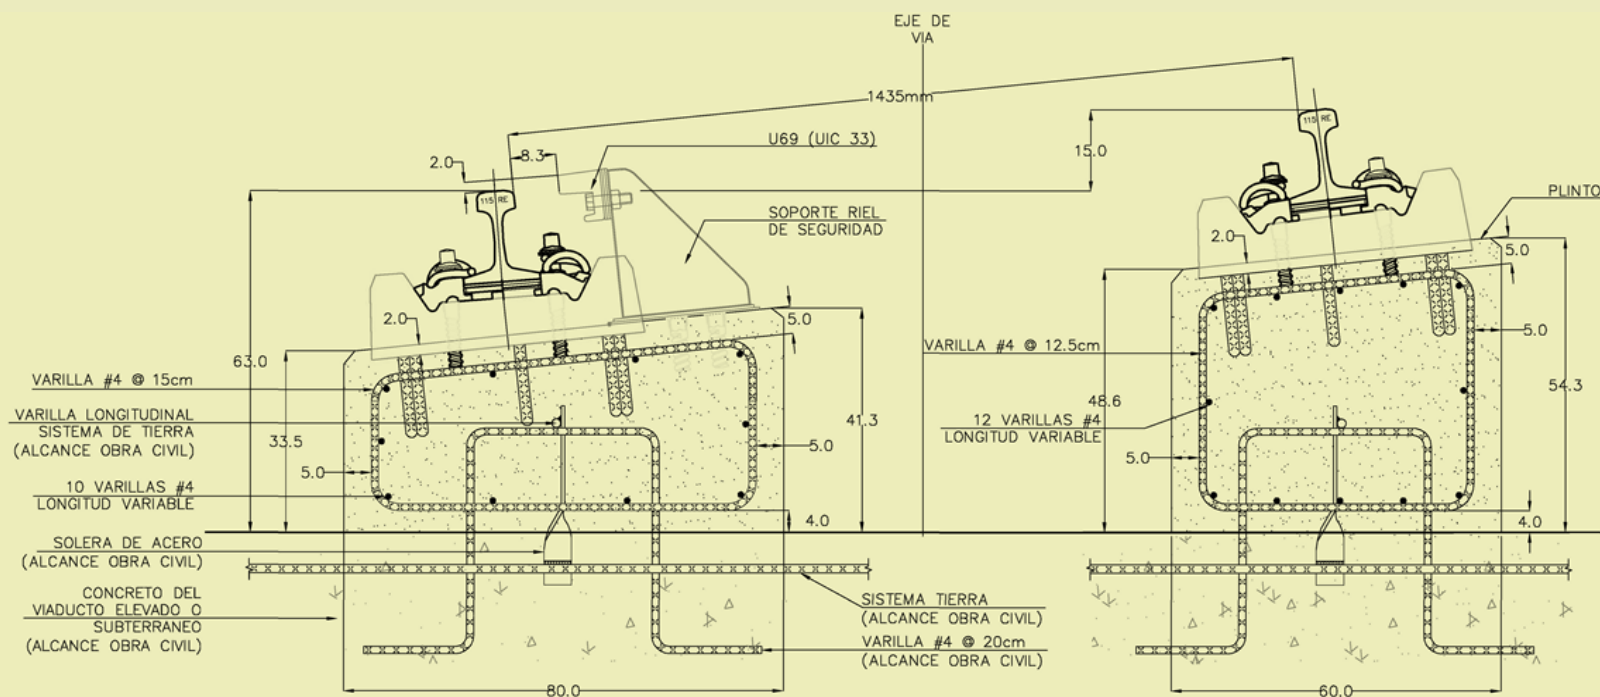 EJE DE
VIA
1435mm
U69 (UIC 33)
2.0
8.3
15.0
115 RE
115 RE
SOPORTE RIEL
DE SEGURIDAD
PLINTO
2.0
5.0
2.0
5.0
63.0
VARILLA #4 @ 15cm
VARILLA LONGITUDINAL
SISTEMA DE TIERRA
(ALCANCE OBRA CIVIL)
33.5
5.0
10 VARILLAS #4
LONGITUD VARIABLE
41.3
5.0
4.0
VARILLA #4 @ 12.5cm
48.6
12 VARILLAS #4
LONGITUD VARIABLE
5.0
5.0
54.3
4.0
SOLERA DE ACERO
(ALCANCE OBRA CIVIL)
CONCRETO DEL
VIADUCTO ELEVADO O
SUBTERRANEO
(ALCANCE OBRA CIVIL)
SISTEMA TIERRA
(ALCANCE OBRA CIVIL)
VARILLA #4 @ 20cm
(ALCANCE OBRA CIVIL)
80.0
60.0